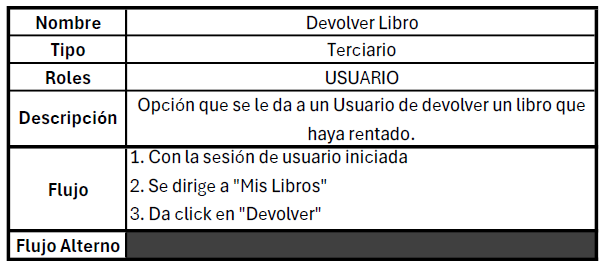 Nombre Devolver Libro
Tipo Terciario
Roles USUARIO
Descripción Opción que se le da a un Usuario de devolver un libro que
haya rentado.
Flujo 1. Con la sesión de usuario iniciada
2. Se dirige a "Mis Libros"
3. Da click en "Devolver"
Flujo Alterno